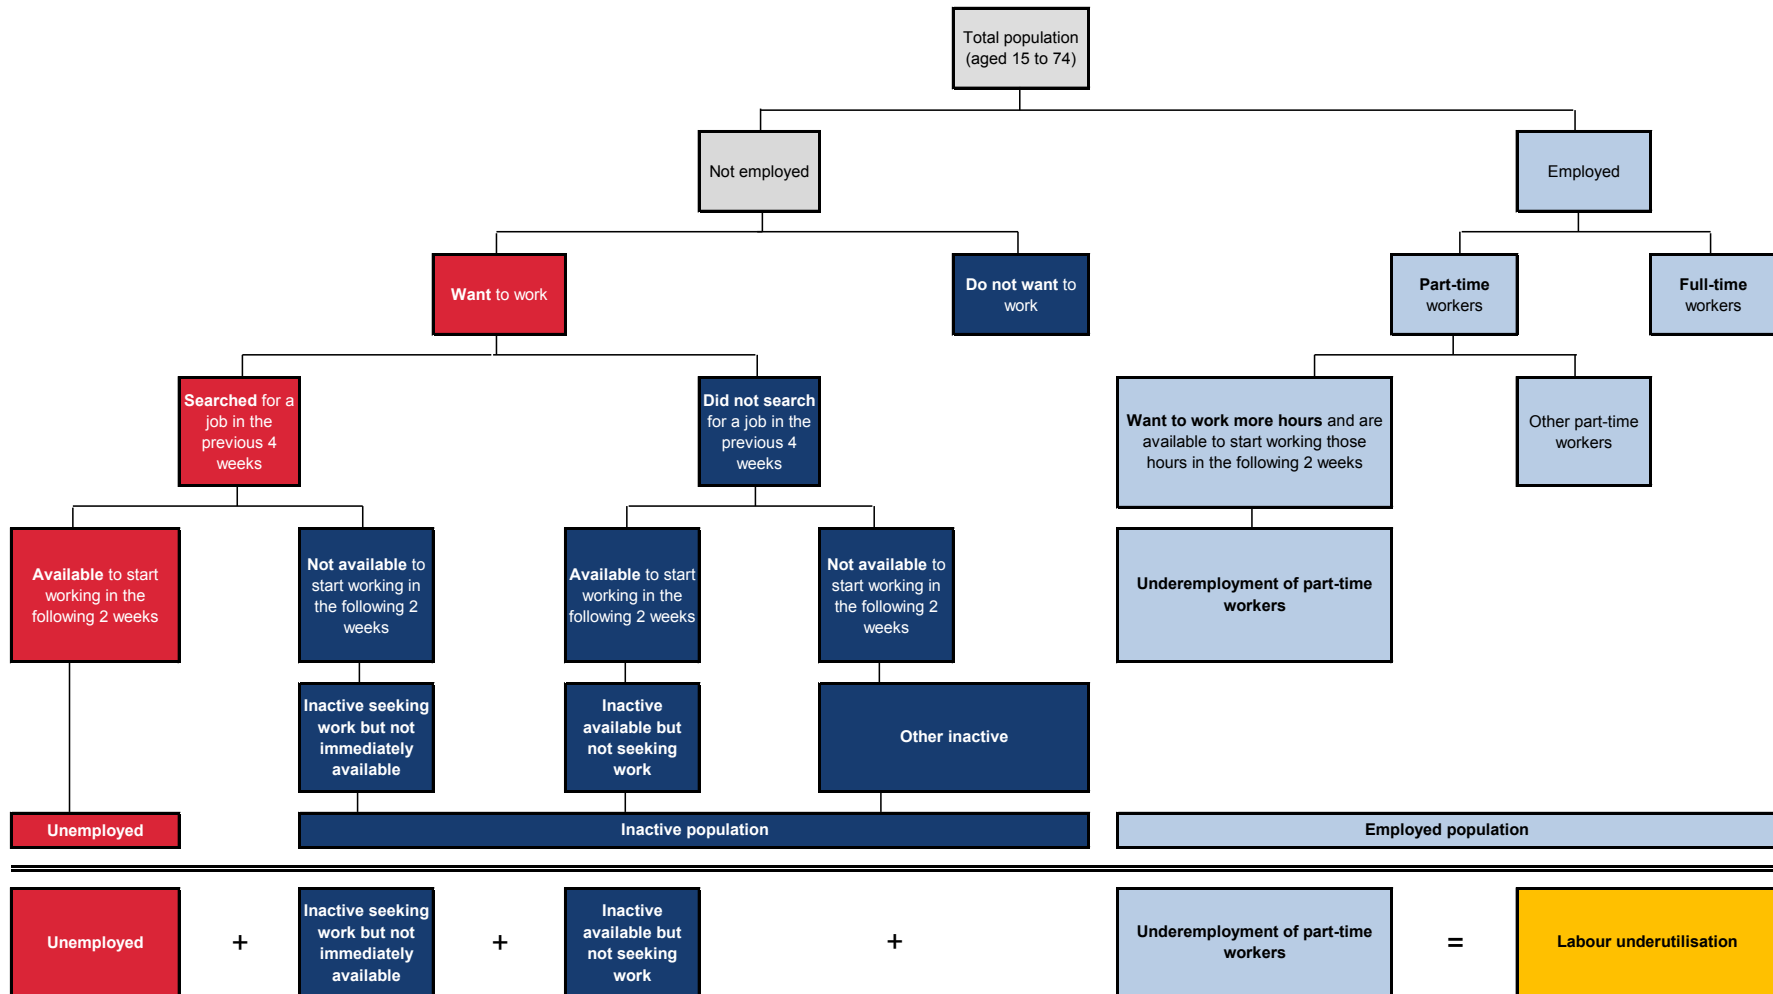 Total population
(aged 15 to 74)
Not employed
Employed
Want to work
Do not want to
work
Part-time
workers
Full-time
workers
Searched for a
job in the
previous 4
weeks
Did not search
for a job in the
previous 4
weeks
Want to work more hours and are
available to start working those
hours in the following 2 weeks
Other part-time
workers
Available to start
working in the
following 2 weeks
Not available to
start working in
the following 2
weeks
Available to start
working in the
following 2 weeks
Not available to
start working in
the following 2
weeks
Underemployment of part-time
workers
Inactive seeking
work but not
immediately
available
Inactive
available but
not seeking
work
Other inactive
Unemployed
Inactive population
Employed population
Unemployed
+
Inactive seeking
work but not
immediately
available
+
Inactive
available but
not seeking
work
+
Underemployment of part-time
workers
=
Labour underutilisation